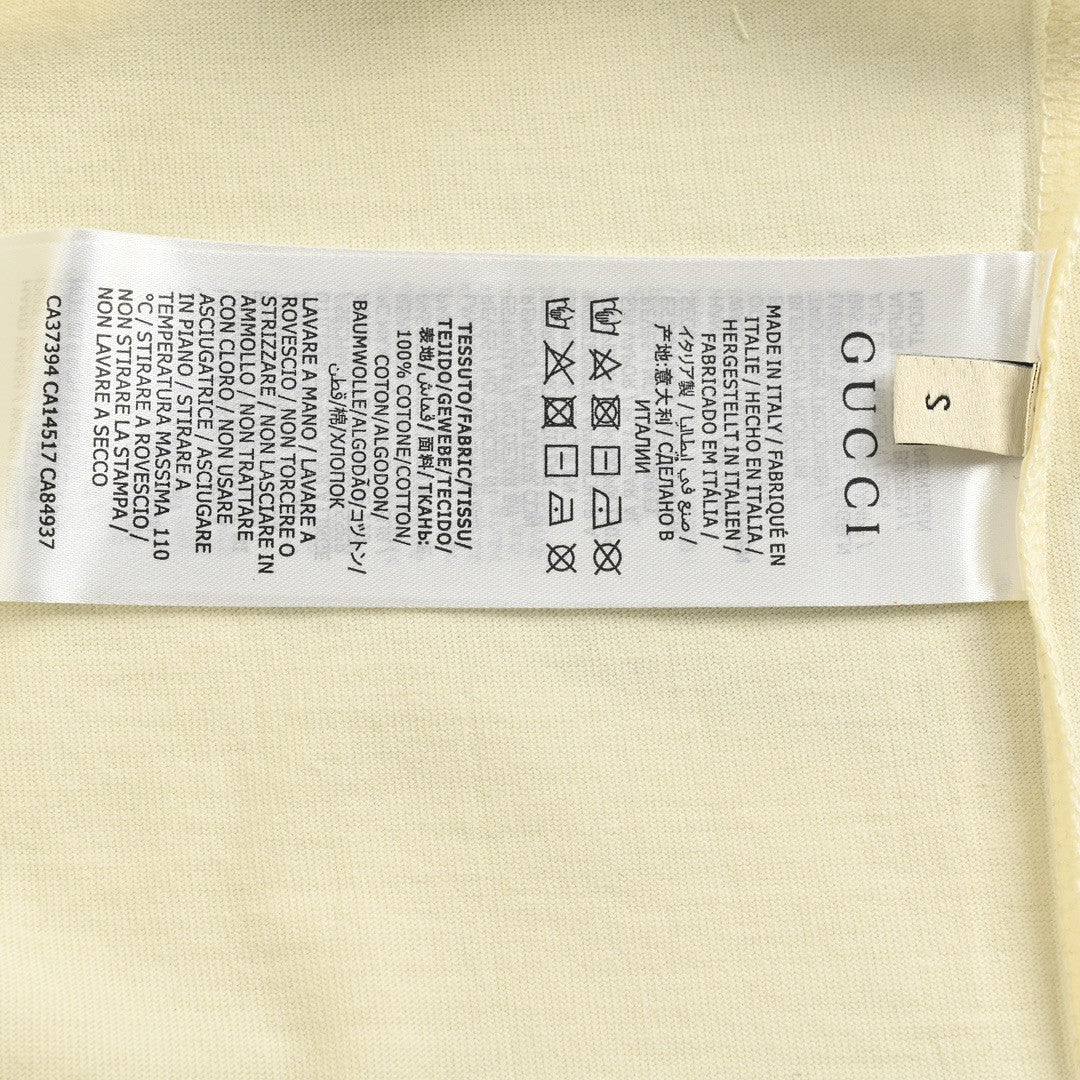 GUCCI
S
MADE IN ITALY / FABRIQUÉ EN
ITALIE / HECHO EN ITALIA /
HERGESTELLT IN ITALIEN /
FABRICADO EM ITÁLIA /
イタリア製 / صنع في ايطاليا /
产地:意大利 / СДЕЛАНО В
ИТАЛИИ
TESSUTO/FABRIC/TISSU/
TEJIDO/GEWEBE/TECIDO/
表地/قماش/ 面料/ ТКАНЬ:
100% COTONE/COTTON/
COTON/ALGODON/
BAUMWOLLE/ALGODÃO/コットン/
قطن/棉/ХЛОПОК
LAVARE A MANO / LAVARE A
ROVESCIO / NON TORCERE O
STRIZZARE / NON LASCIARE IN
AMMOLLO / NON TRATTARE
CON CLORO / NON USARE
ASCIUGATRICE / ASCIUGARE
IN PIANO / STIRARE A
TEMPERATURA MASSIMA 110
°C / STIRARE A ROVESCIO /
NON STIRARE LA STAMPA /
NON LAVARE A SECCO
CA37394 CA14517 CA84937